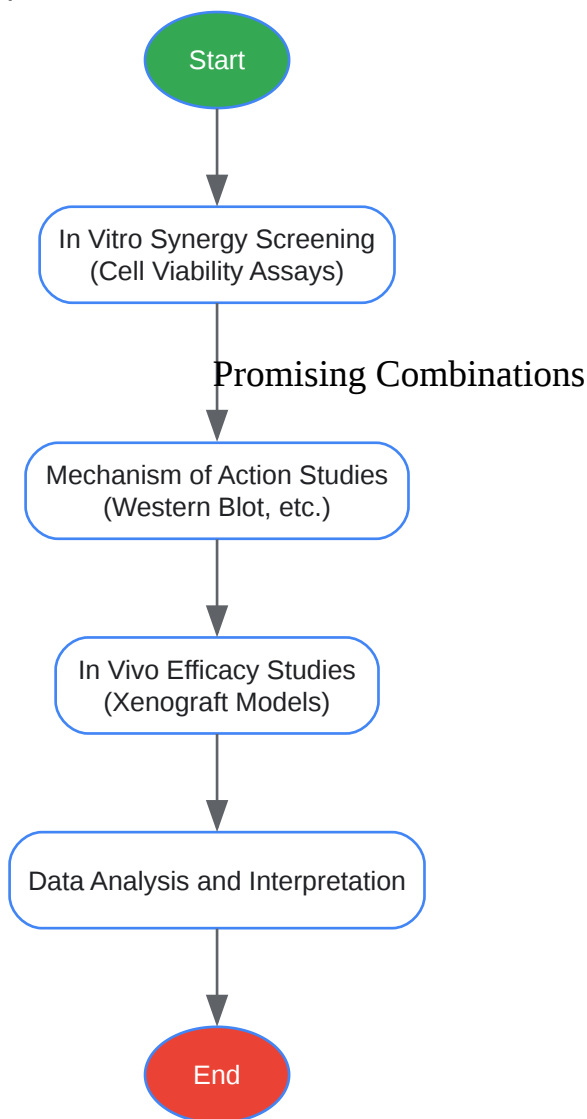 Start
In Vitro Synergy Screening
(Cell Viability Assays)
Promising Combinations
Mechanism of Action Studies
(Western Blot, etc.)
In Vivo Efficacy Studies
(Xenograft Models)
Data Analysis and Interpretation
End